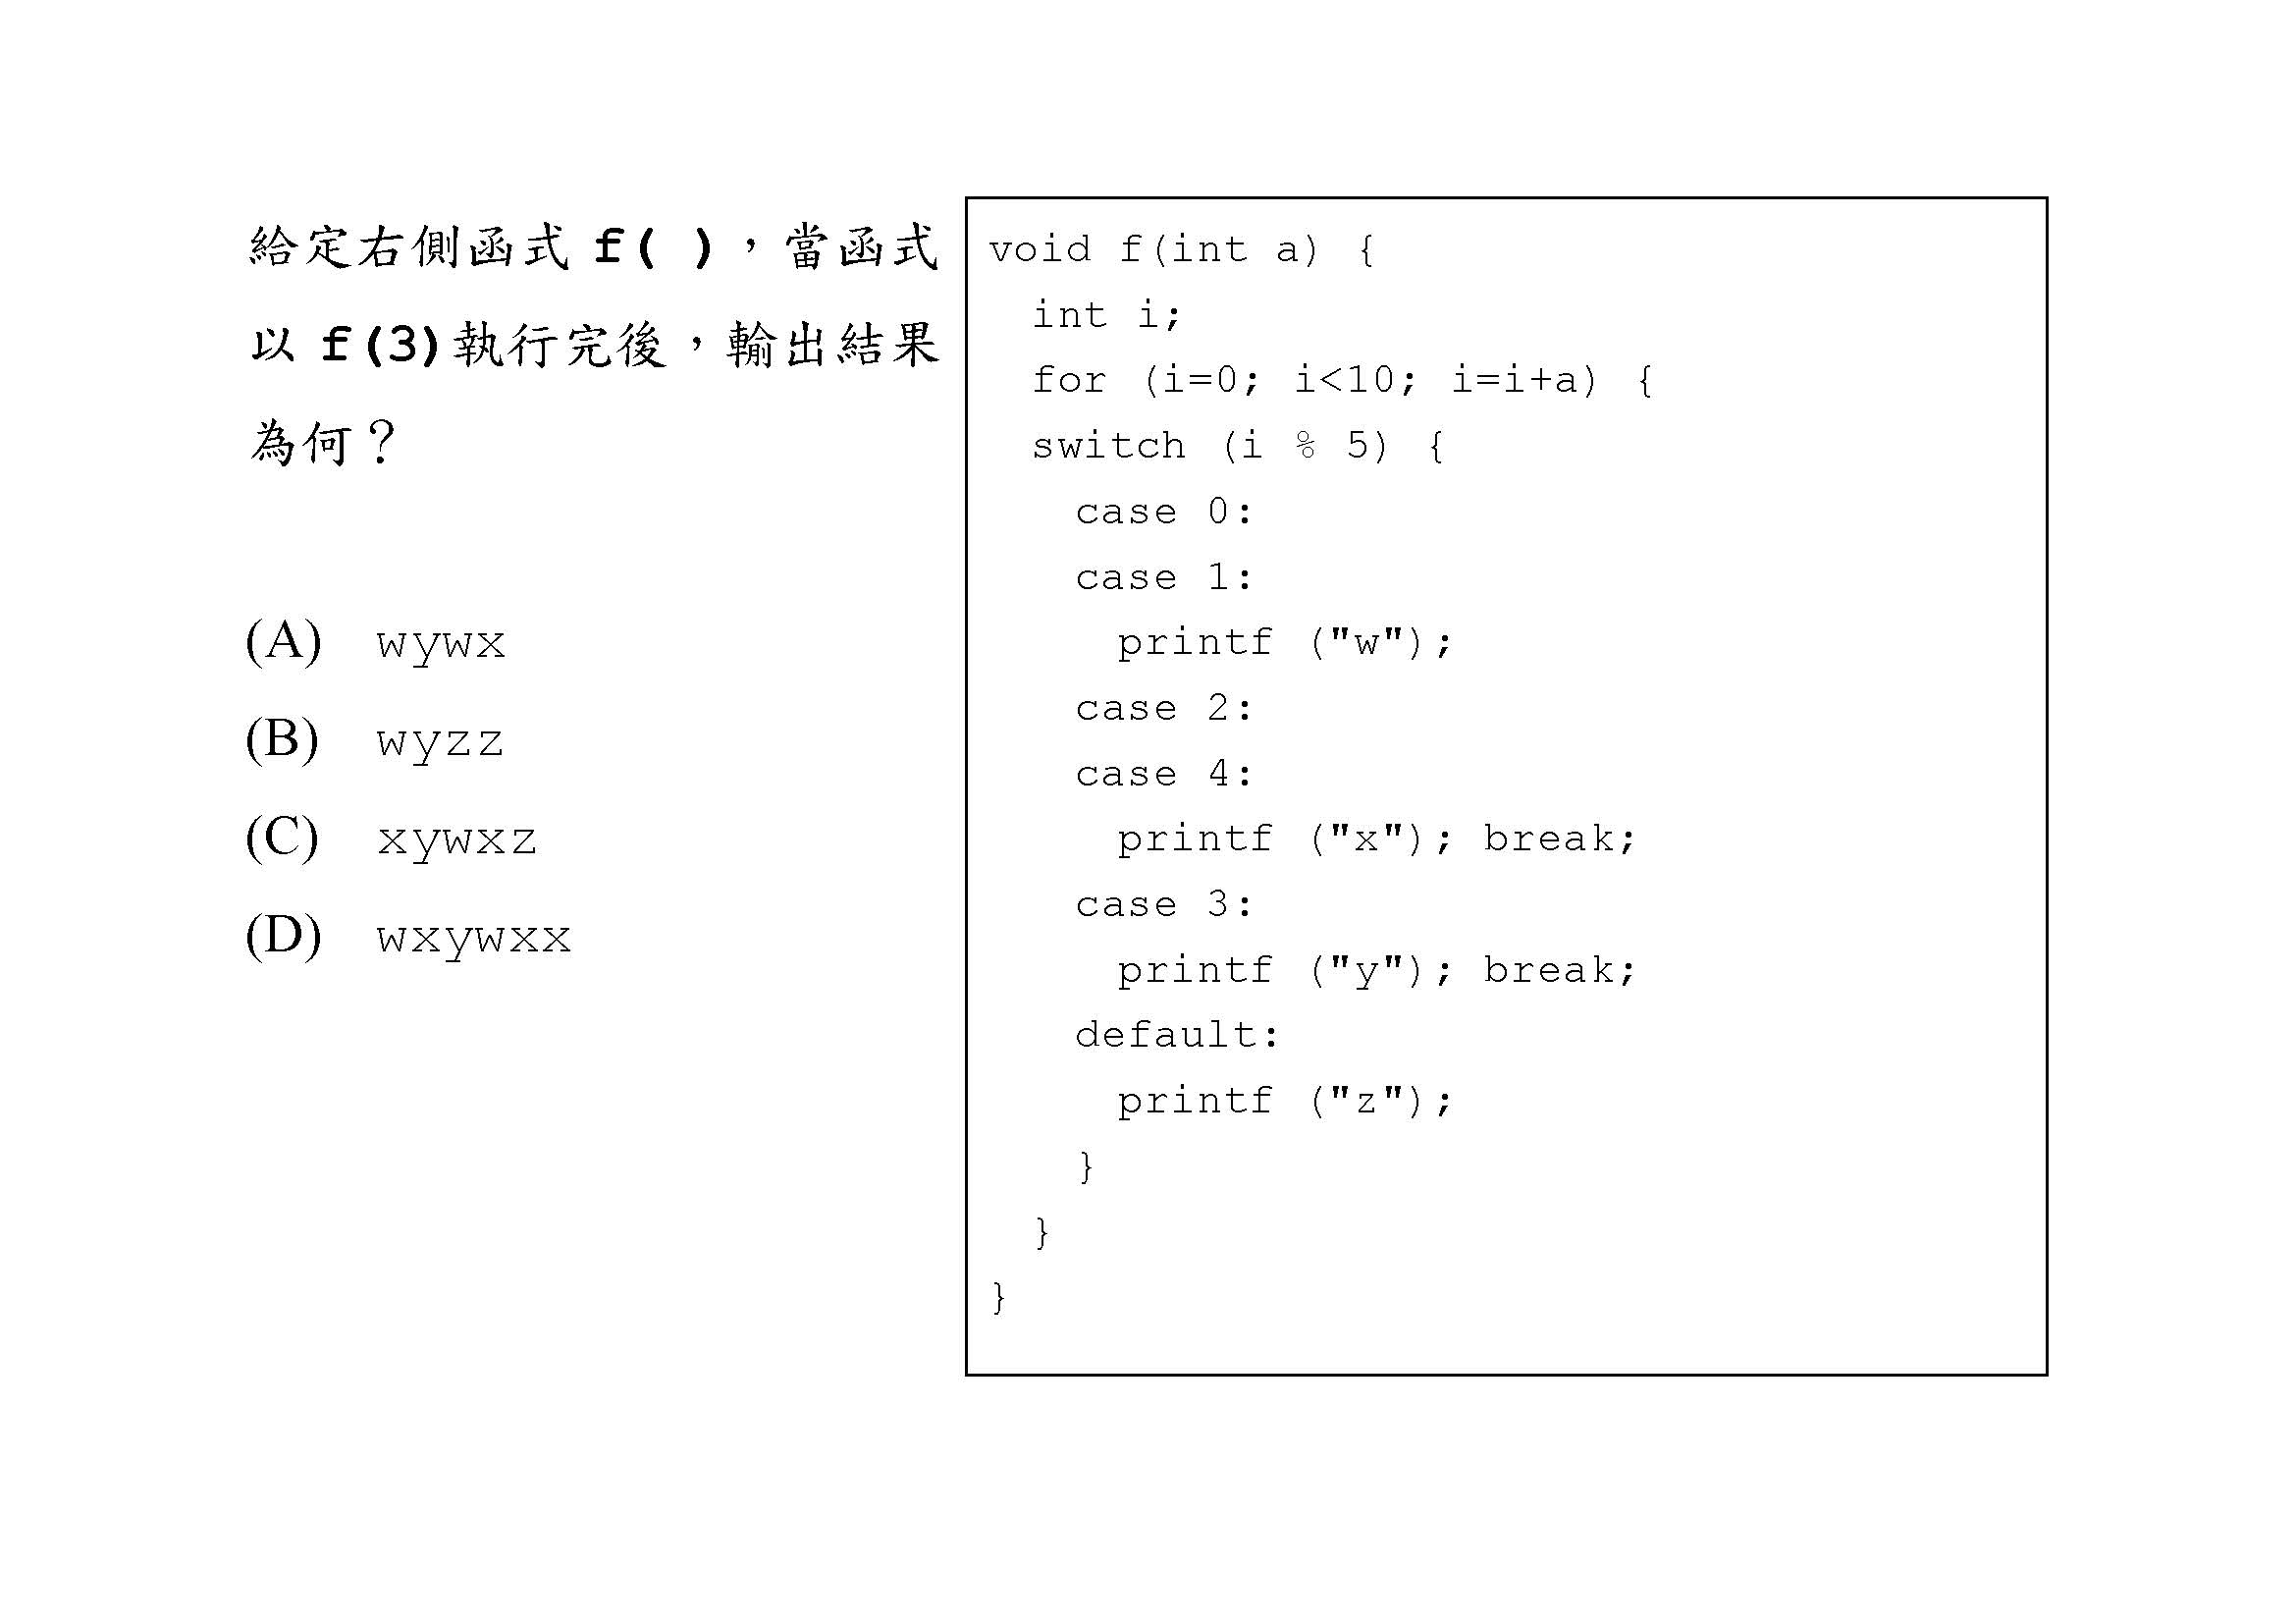 給定右側函式 f( )，當函式
以 f(3)執行完後，輸出結果
為何？
(A) wywx
(B) wyzz
(C) xywxz
(D) wxywxx
void f(int a) {
  int i;
  for (i=0; i<10; i=i+a) {
  switch (i % 5) {
    case 0:
    case 1:
      printf ("w");
    case 2:
    case 4:
      printf ("x"); break;
    case 3:
      printf ("y"); break;
    default:
      printf ("z");
    }
  }
}